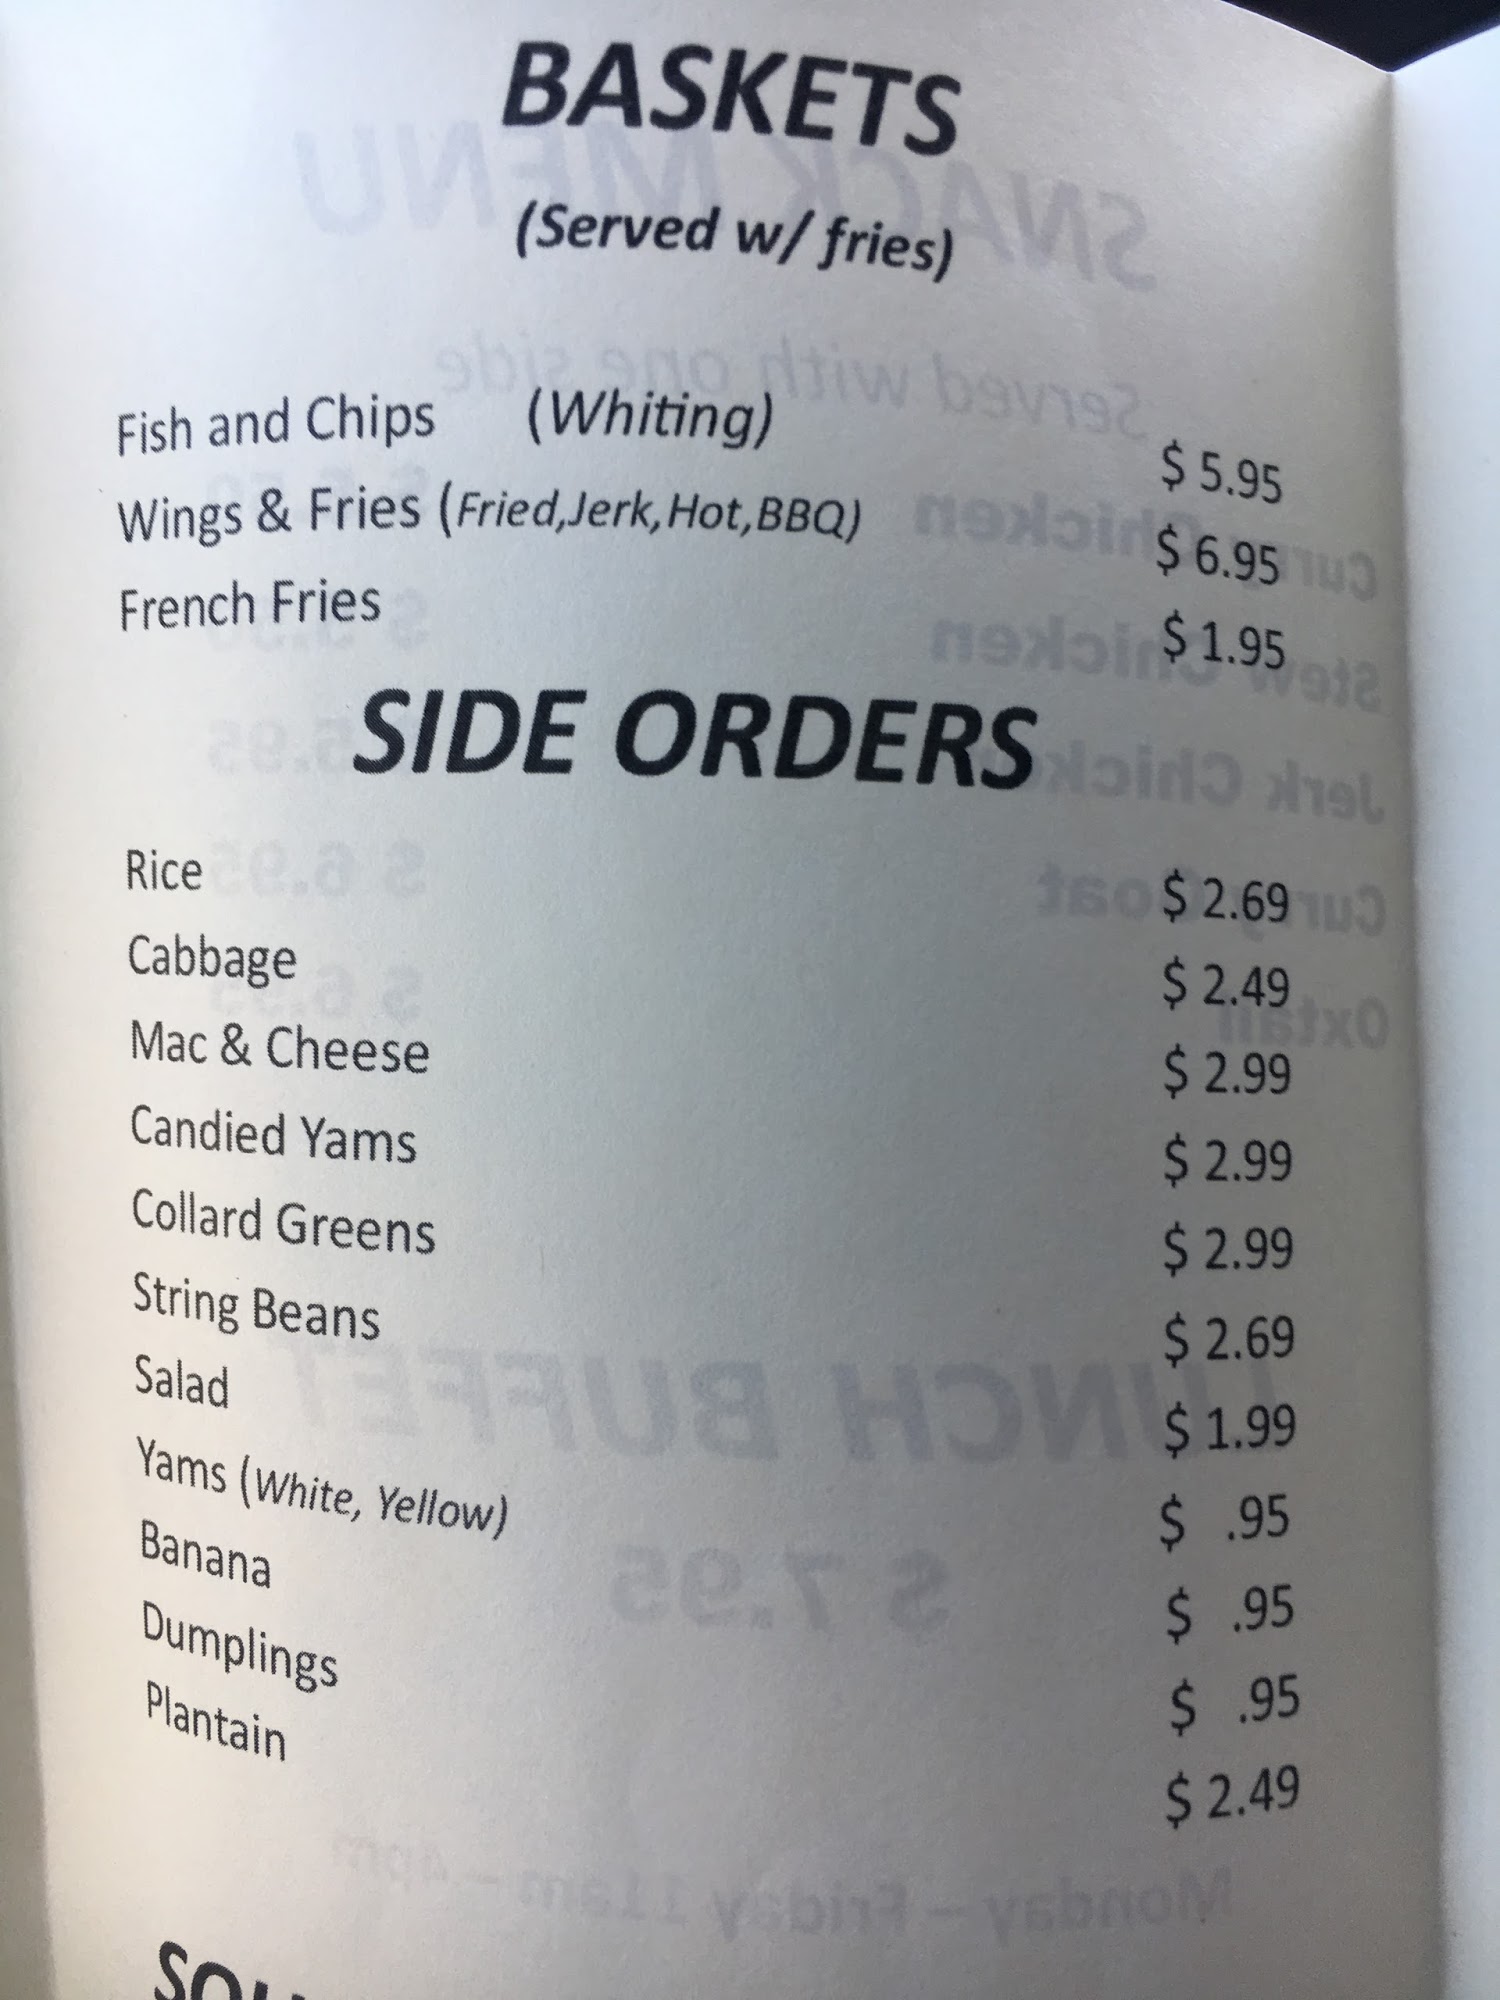 BASKETS
(Served w/ fries)
Fish and Chips (Whiting) $ 5.95
Wings & Fries (Fried,Jerk,Hot,BBQ) $ 6.95
French Fries $ 1.95
SIDE ORDERS
Rice $ 2.69
Cabbage $ 2.49
Mac & Cheese $ 2.99
Candied Yams $ 2.99
Collard Greens $ 2.99
String Beans $ 2.69
Salad $ 1.99
Yams (White, Yellow) $ .95
Banana $ .95
Dumplings $ .95
Plantain $ 2.49